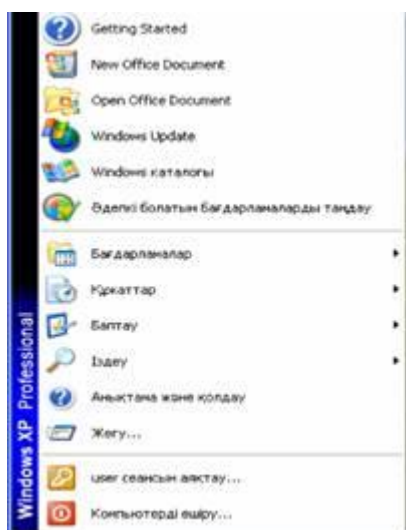 Getting Started
New Office Document
Open Office Document
Windows Update
Windows каталогы
Әдепкі болатын бағдарламаларды таңдау
Бағдарламалар
Құжаттар
Баптау
Іздеу
Анықтама және қолдау
Жегу...
user сеансын аяқтау...
Компьютерді өшіру...
Windows XP Professional